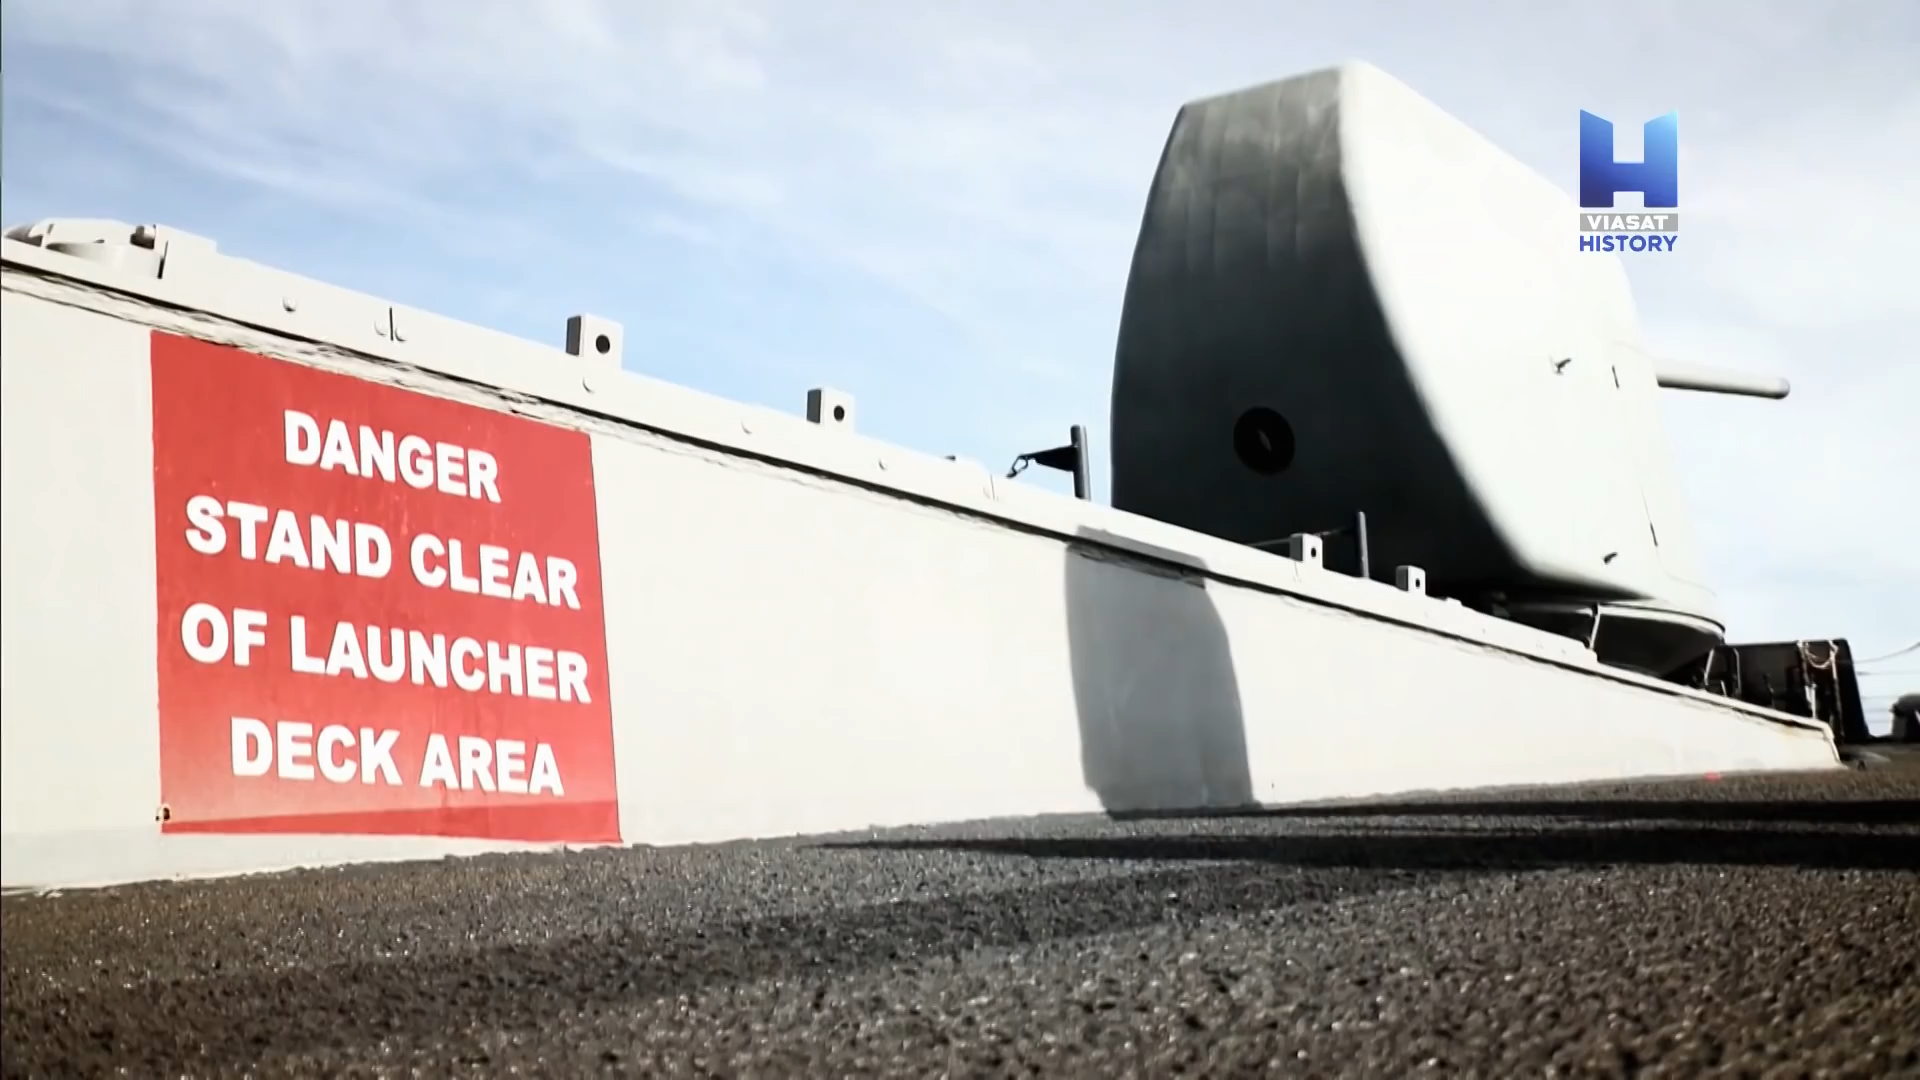 DANGER
STAND CLEAR
OF LAUNCHER
DECK AREA
VIASAT
HISTORY